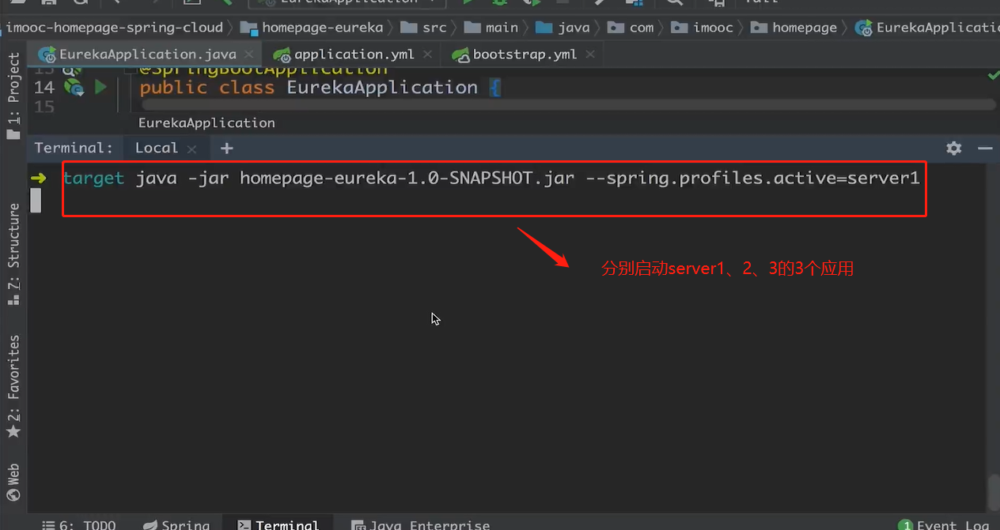 EurekaApplication
imooc-homepage-spring-cloud homepage-eureka src main java com imooc homepage EurekaApplicatio
EurekaApplication.java application.yml bootstrap.yml
13 @SpringBootApplication
14 public class EurekaApplication {
15
EurekaApplication
Terminal: Local +
target java -jar homepage-eureka-1.0-SNAPSHOT.jar --spring.profiles.active=server1
分别启动server1、2、3的3个应用
1: Project
7: Structure
2: Favorites
Web
6: TODO Spring Terminal Java Enterprise 1 Event Log